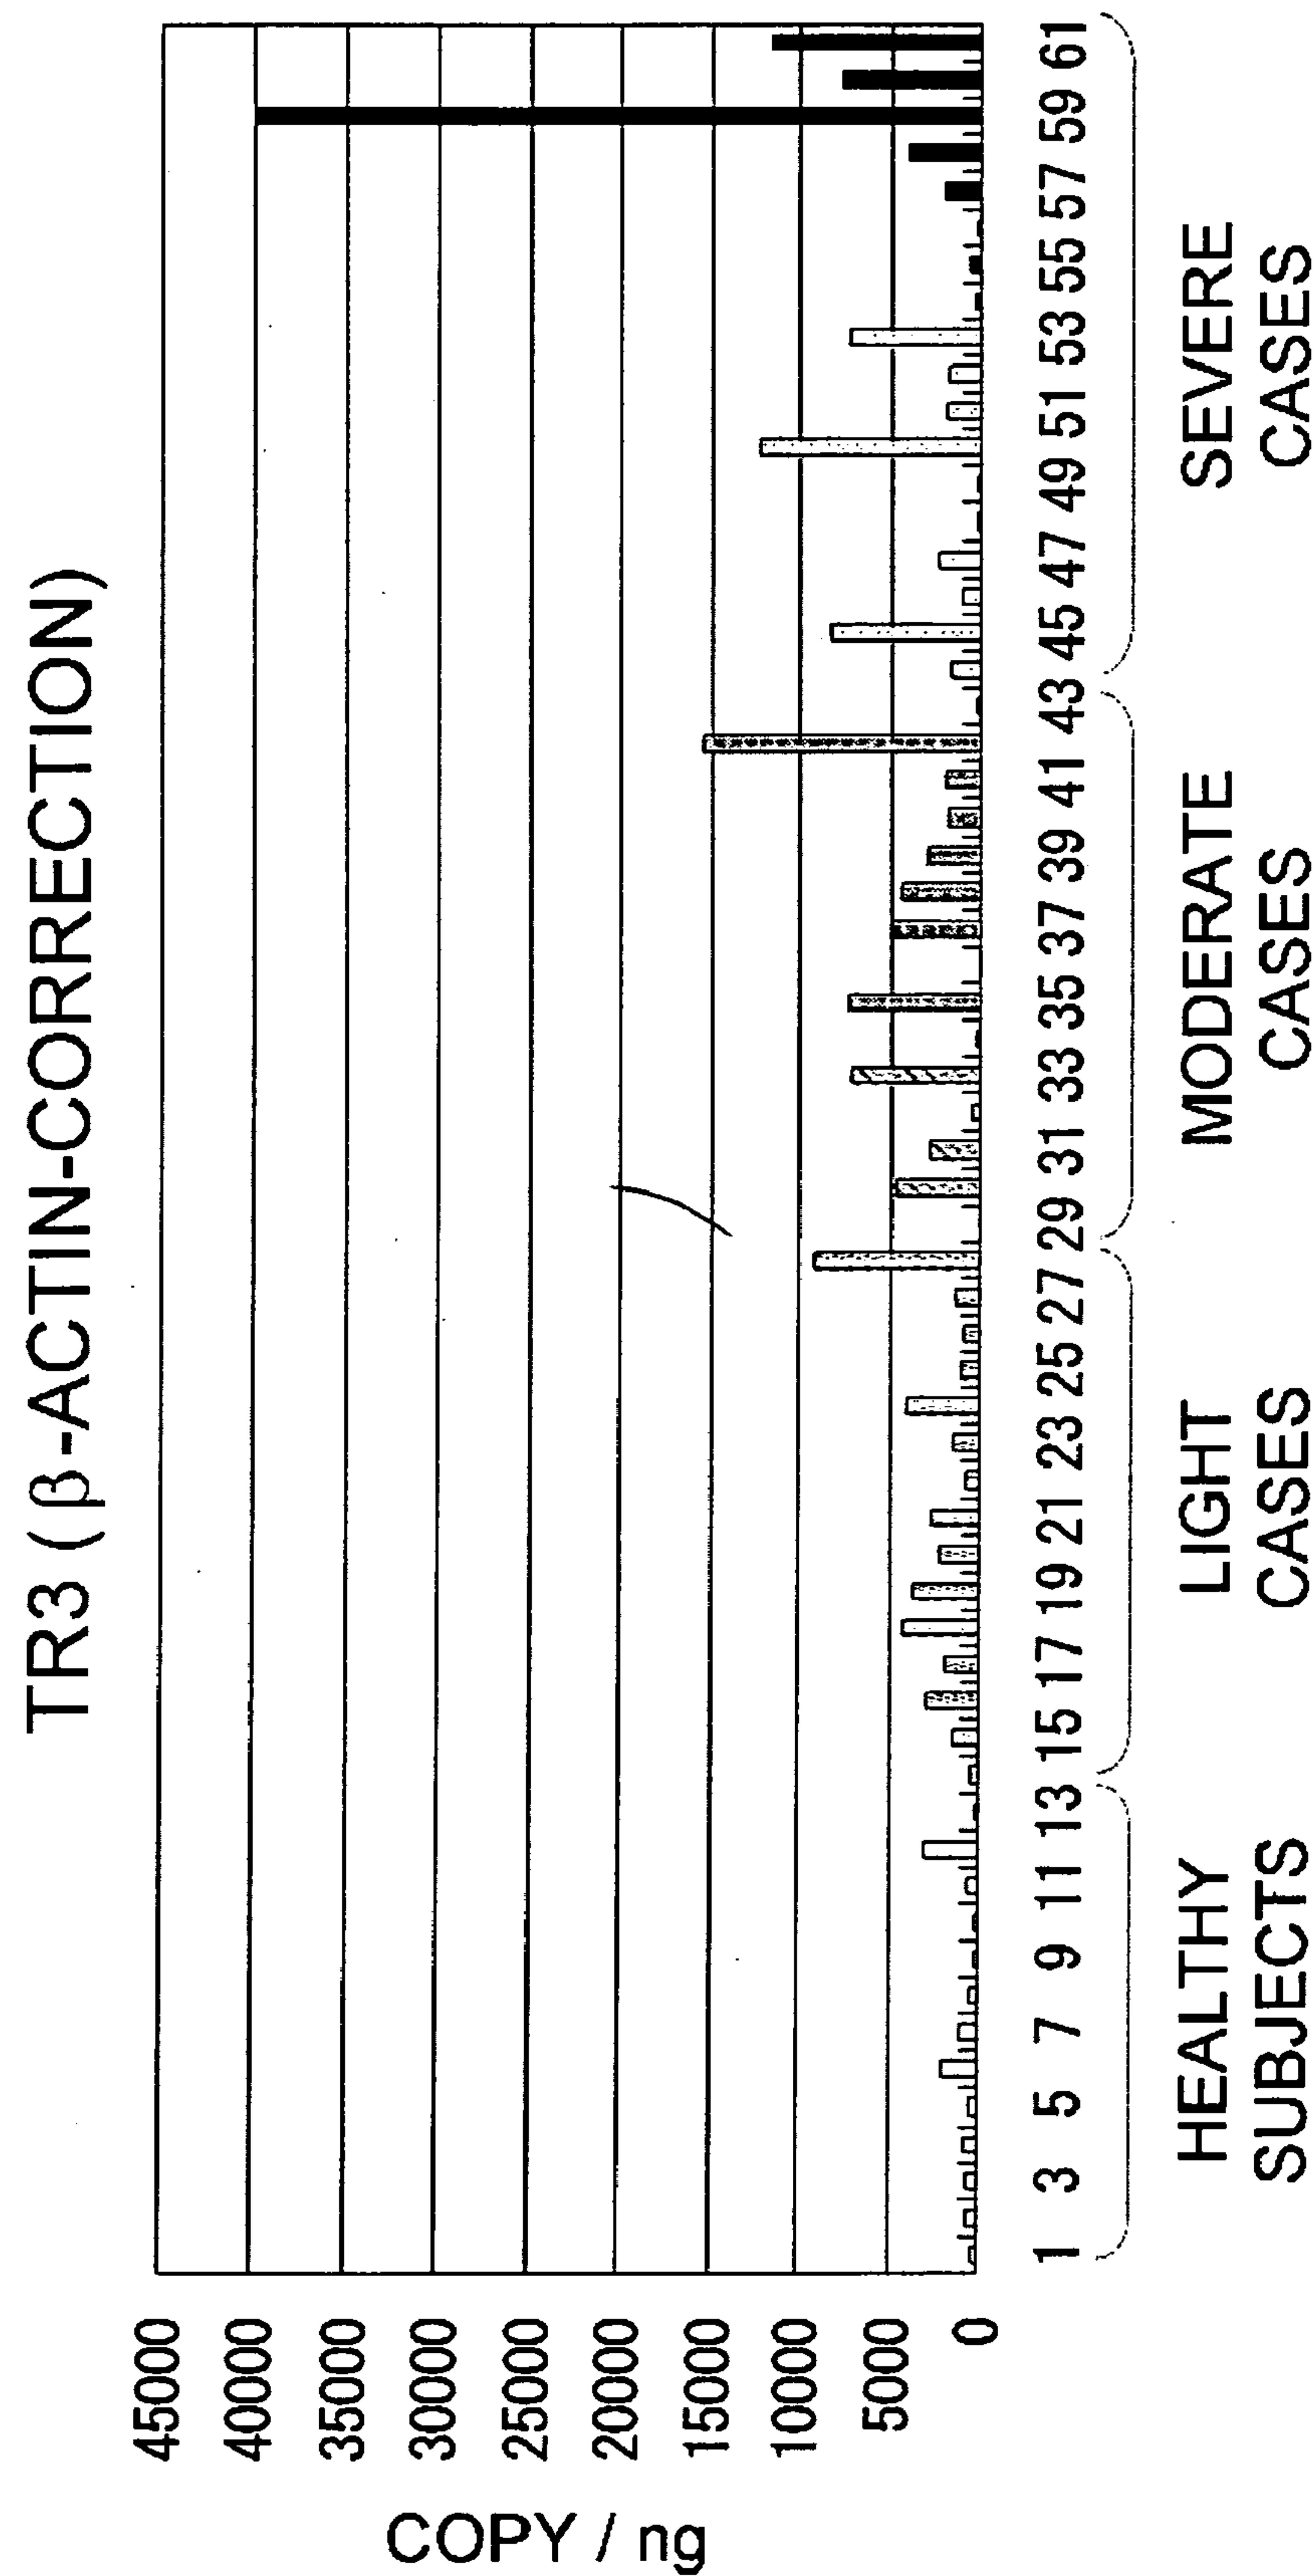 TR3 ( β-ACTIN-CORRECTION)
COPY / ng
45000
40000
35000
30000
25000
20000
15000
10000
5000
0
1 3 5 7 9 11 13 15 17 19 21 23 25 27 29 31 33 35 37 39 41 43 45 47 49 51 53 55 57 59 61
HEALTHY
SUBJECTS
LIGHT
CASES
MODERATE
CASES
SEVERE
CASES